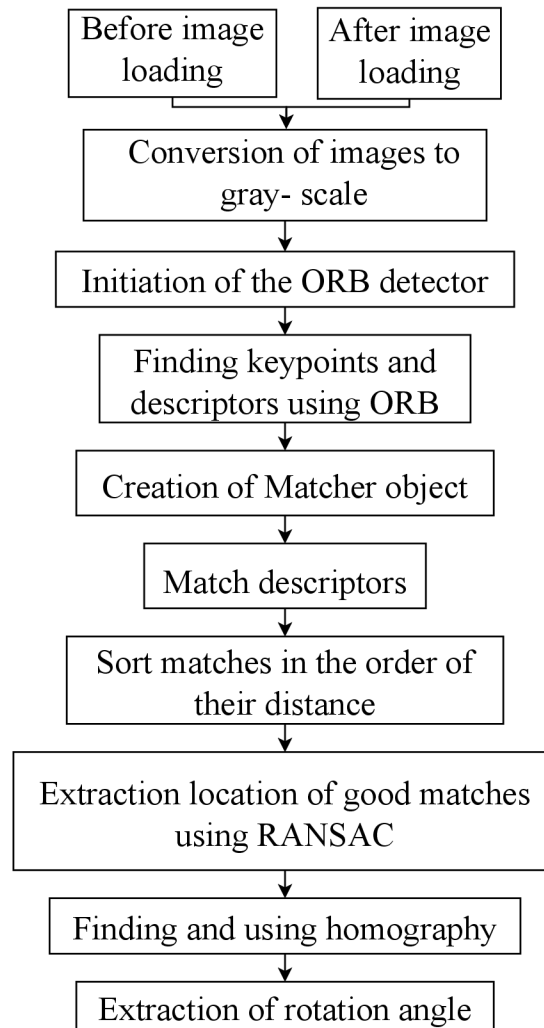 Before image
loading
After image
loading
Conversion of images to
gray- scale
Initiation of the ORB detector
Finding keypoints and
descriptors using ORB
Creation of Matcher object
Match descriptors
Sort matches in the order of
their distance
Extraction location of good matches
using RANSAC
Finding and using homography
Extraction of rotation angle